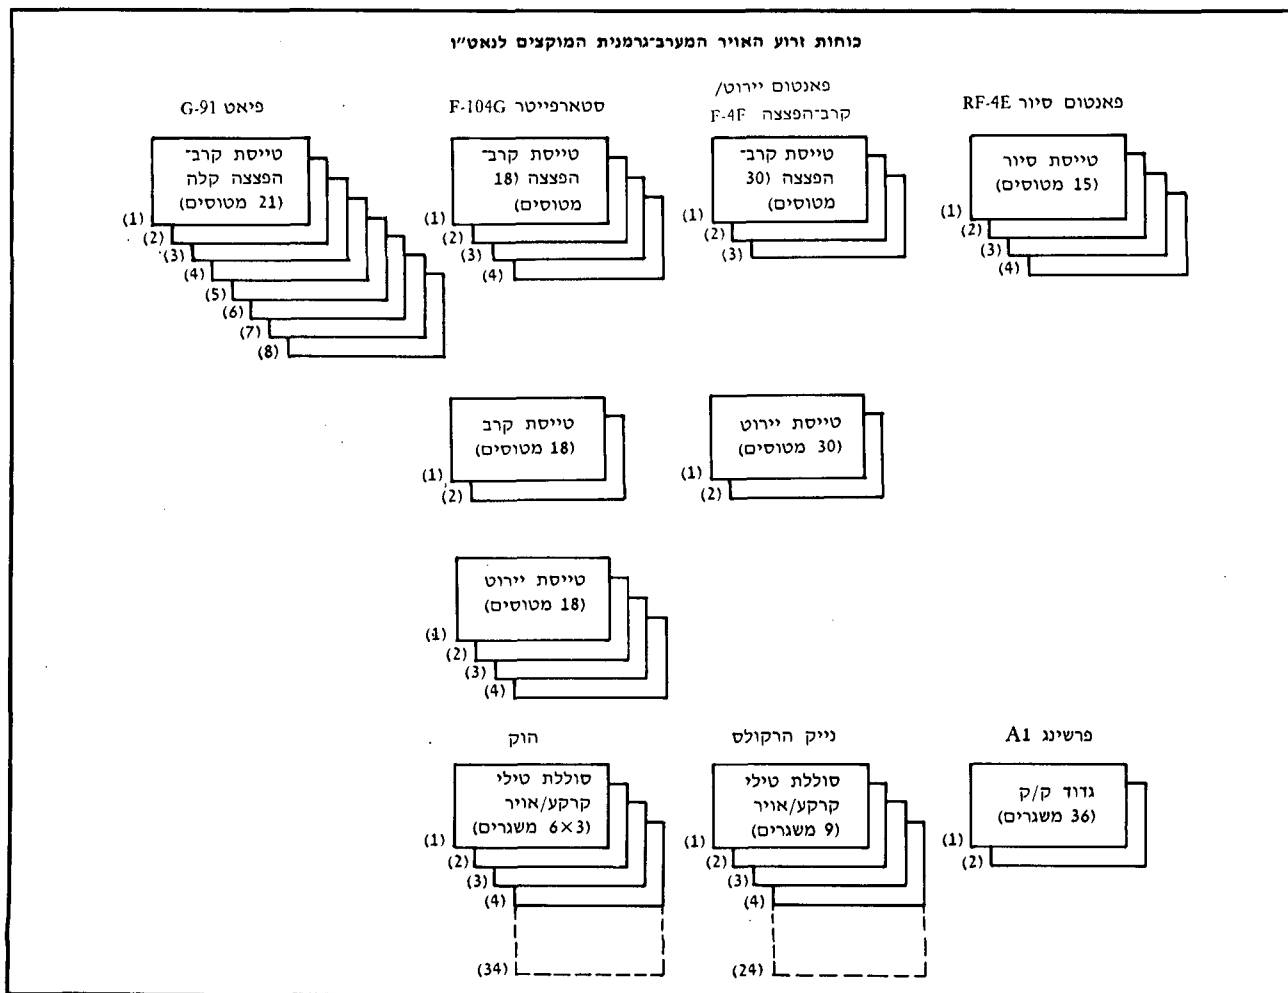 כוחות זרוע האויר המערב־גרמנית המוקצים לנאט"ו
פאנטום סיור RF-4E
טייסת סיור
(15 מטוסים)
(1)
(2)
(3)
(4)
פאנטום יירוט/
קרב־הפצצה F-4F
טייסת קרב־
הפצצה (30
מטוסים)
(1)
(2)
(3)
סטארפייטר F-104G
טייסת קרב־
הפצצה (18
מטוסים)
(1)
(2)
(3)
(4)
פיאט G-91
טייסת קרב־
הפצצה קלה
(21 מטוסים)
(1)
(2)
(3)
(4)
(5)
(6)
(7)
(8)
טייסת יירוט
(30 מטוסים)
(1)
(2)
טייסת קרב
(18 מטוסים)
(1)
(2)
טייסת יירוט
(18 מטוסים)
(1)
(2)
(3)
(4)
פרשינג A1
גדוד ק/ק
(36 משגרים)
(1)
(2)
נייק הרקולס
סוללת טילי
קרקע/אויר
(9 משגרים)
(1)
(2)
(3)
(4)
(24)
הוק
סוללת טילי
קרקע/אויר
(6×3 משגרים)
(1)
(2)
(3)
(4)
(34)